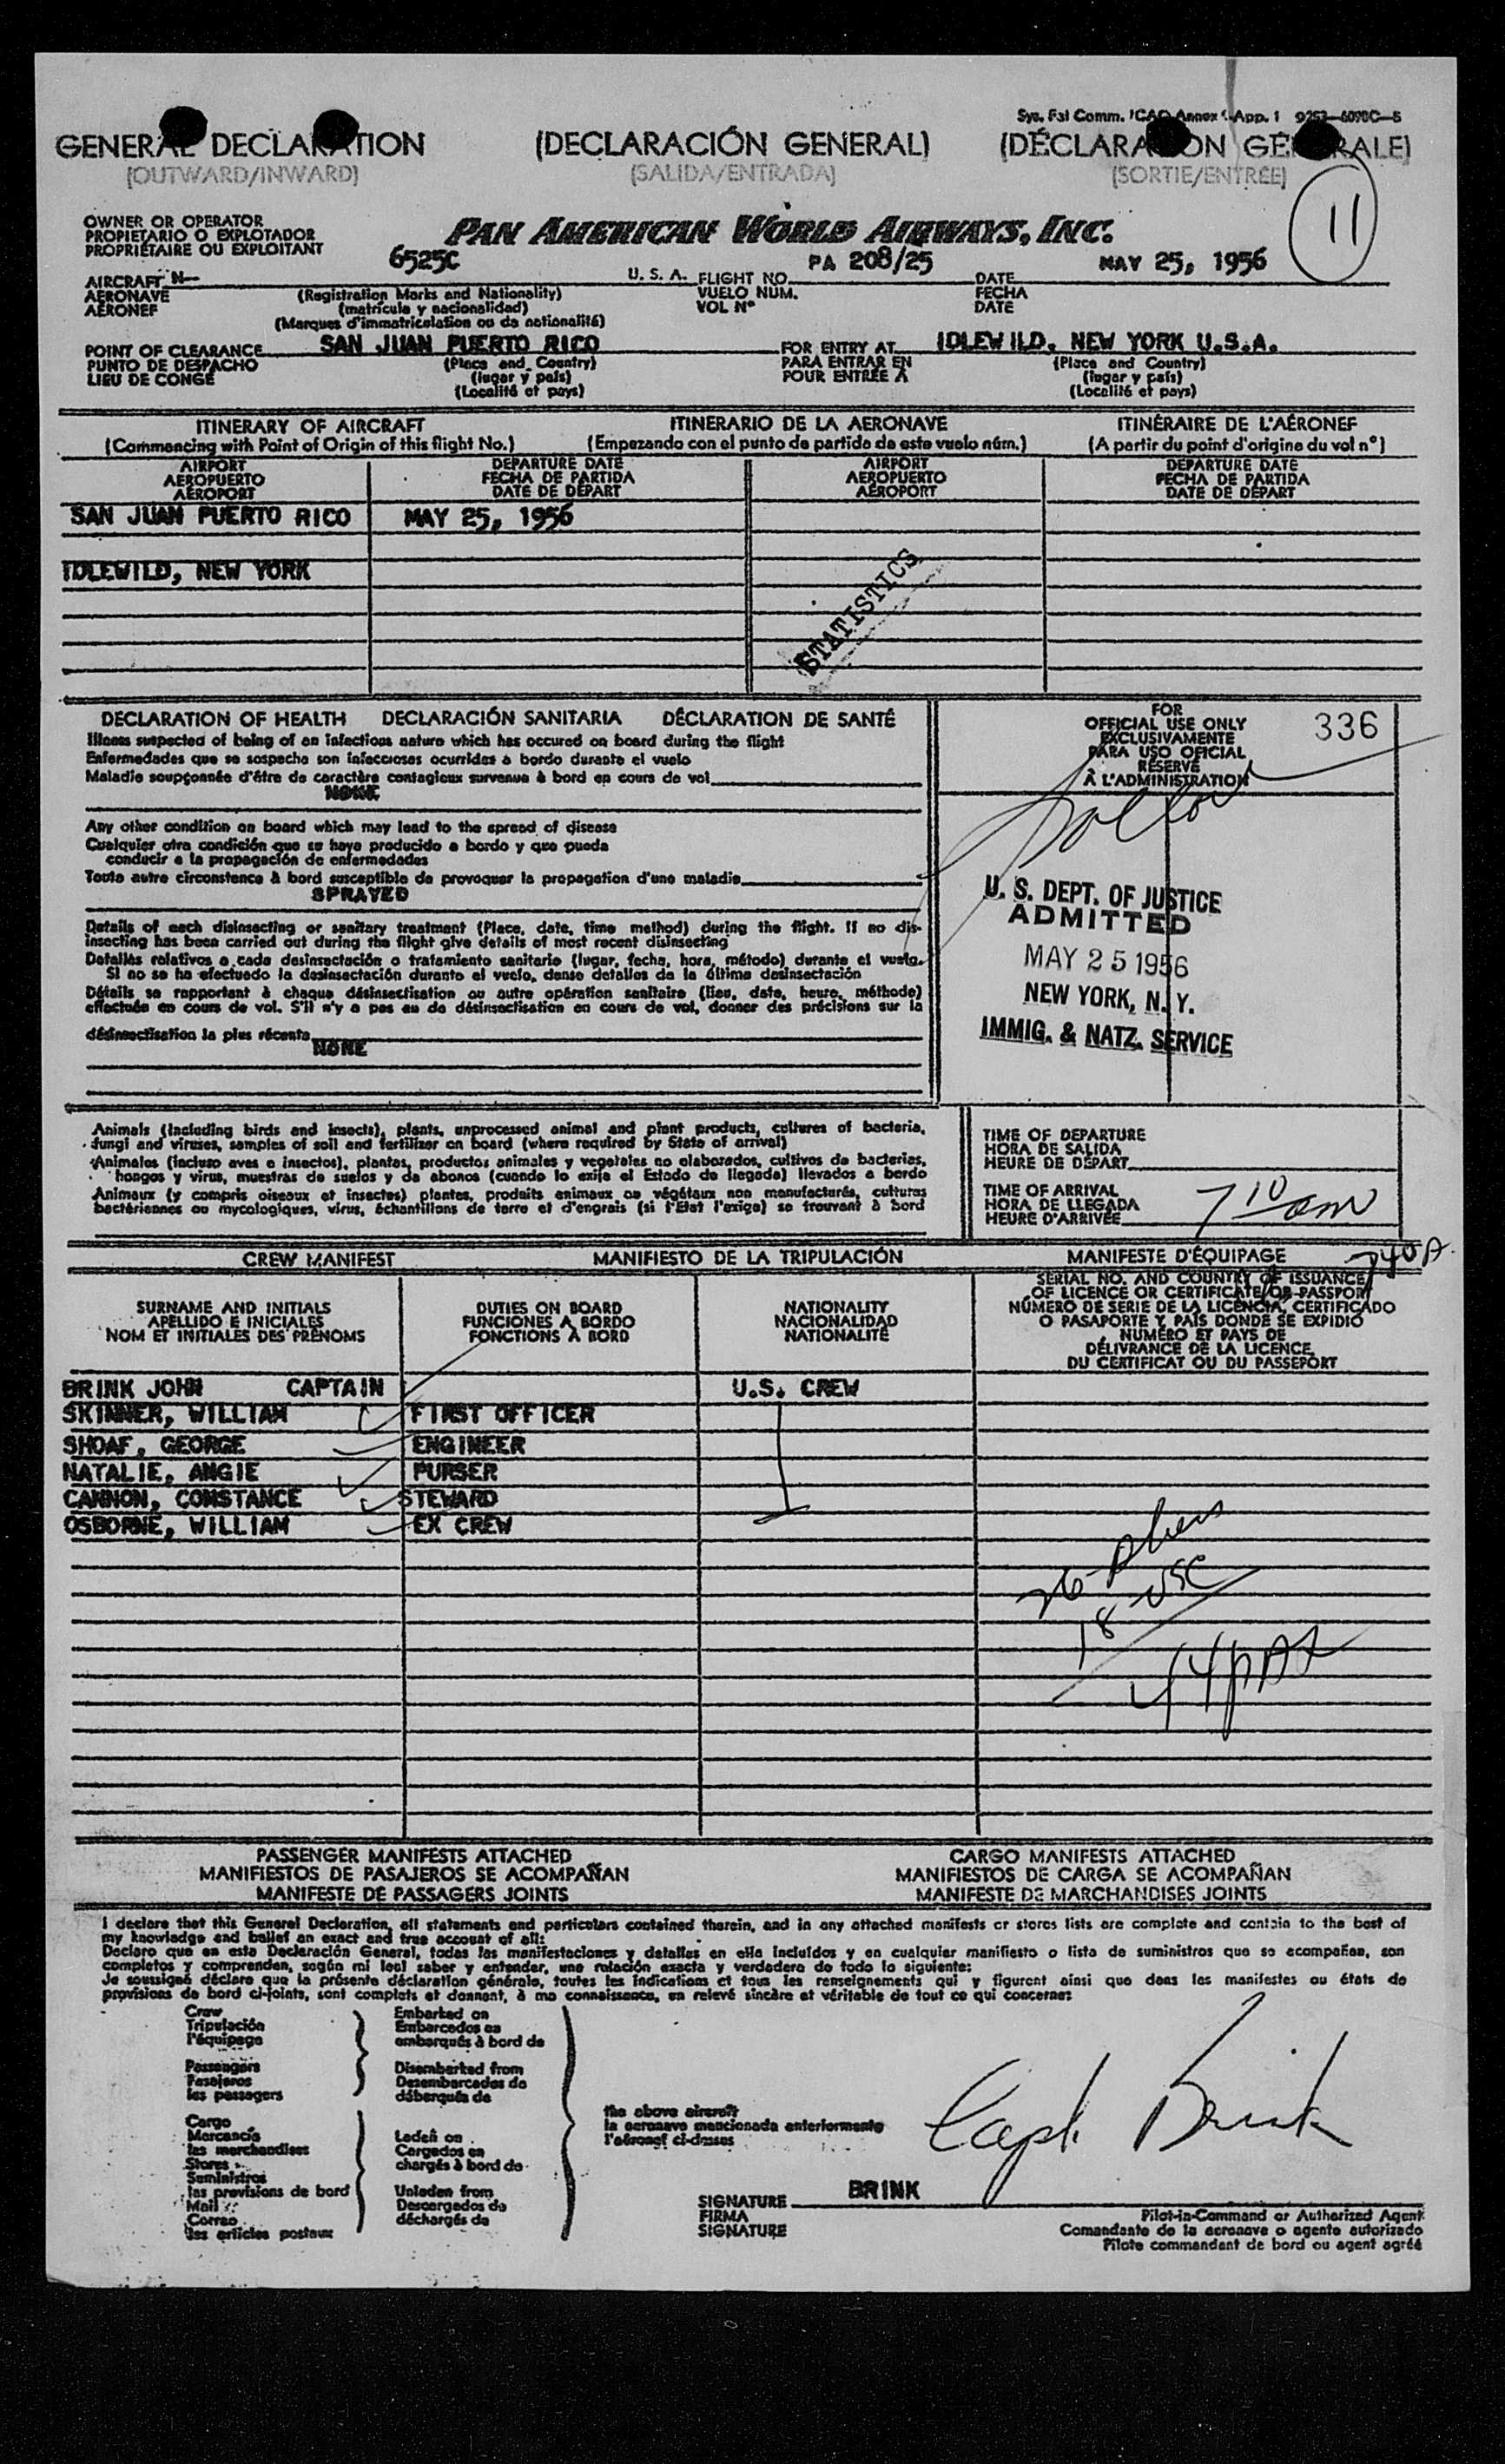 Sys. Fal Comm. ICAO Annex 9 App. 1
GENERAL DECLARATION (DECLARACIÓN GENERAL) (DÉCLARATION GÉNÉRALE)
(OUTWARD/INWARD) (SALIDA/ENTRADA) (SORTIE/ENTRÉE)
11
OWNER OR OPERATOR
PROPIETARIO O EXPLOTADOR
PROPRIÉTAIRE OU EXPLOITANT
PAN AMERICAN WORLD AIRWAYS, INC.
AIRCRAFT N— 6525C U. S. A. FLIGHT NO. PA 208/25 DATE MAY 25, 1956
AERONAVE (Registration Marks and Nationality) VUELO NÚM. FECHA
AÉRONEF (matrícula y nacionalidad) VOL N° DATE
(Marques d'immatriculation ou de nationalité)
POINT OF CLEARANCE SAN JUAN PUERTO RICO FOR ENTRY AT IDLEWILD, NEW YORK U.S.A.
PUNTO DE DESPACHO (Place and Country) PARA ENTRAR EN (Place and Country)
LIEU DE CONGÉ (lugar y país) POUR ENTRÉE À (lugar y país)
(Localité et pays) (Localité et pays)
ITINERARY OF AIRCRAFT ITINERARIO DE LA AERONAVE ITINÉRAIRE DE L'AÉRONEF
(Commencing with Point of Origin of this flight No.) (Empezando con el punto de partida de este vuelo núm.) (A partir du point d'origine du vol n°)
AIRPORT DEPARTURE DATE AIRPORT DEPARTURE DATE
AEROPUERTO FECHA DE PARTIDA AEROPUERTO FECHA DE PARTIDA
AÉROPORT DATE DE DÉPART AÉROPORT DATE DE DÉPART
SAN JUAN PUERTO RICO MAY 25, 1956
IDLEWILD, NEW YORK
STATISTICS
DECLARATION OF HEALTH DECLARACIÓN SANITARIA DÉCLARATION DE SANTÉ
Illness suspected of being of an infectious nature which has occured on board during the flight
Enfermedades que se sospecha son infecciosas ocurridas a bordo durante el vuelo
Maladie soupçonnée d'être de caractère contagieux survenue à bord en cours de vol
NONE
Any other condition on board which may lead to the spread of disease
Cualquier otra condición que se haya producido a bordo y que pueda
conducir a la propagación de enfermedades
Toute autre circonstance à bord susceptible de provoquer la propagation d'une maladie
SPRAYED
Details of each disinsecting or sanitary treatment (Place, date, time method) during the flight. If no dis-
insecting has been carried out during the flight give details of most recent disinsecting
Detalles relativos a cada desinsectación o tratamiento sanitario (lugar, fecha, hora, método) durante el vuelo.
Si no se ha efectuado la desinsectación durante el vuelo, dense detalles de la última desinsectación
Détails se rapportant à chaque désinsectisation ou autre opération sanitaire (lieu, date, heure, méthode)
effectuée en cours de vol. S'il n'y a pas eu de désinsectisation en cours de vol, donner des précisions sur la
désinsectisation la plus récente
NONE
FOR
OFFICIAL USE ONLY
EXCLUSIVAMENTE
PARA USO OFICIAL
RÉSERVÉ
À L'ADMINISTRATION
336
U. S. DEPT. OF JUSTICE
ADMITTED
MAY 25 1956
NEW YORK, N. Y.
IMMIG. & NATZ. SERVICE
Animals (including birds and insects), plants, unprocessed animal and plant products, cultures of bacteria,
fungi and viruses, samples of soil and fertilizer on board (where required by State of arrival)
Animales (incluso aves e insectos), plantas, productos animales y vegetales no elaborados, cultivos de bacterias,
hongos y virus, muestras de suelos y de abonos (cuando lo exija el Estado de llegada) llevados a bordo
Animaux (y compris oiseaux et insectes) plantes, produits animaux ou végétaux non manufacturés, cultures
bactériennes ou mycologiques, virus, échantillons de terre et d'engrais (si l'Etat l'exige) se trouvant à bord
TIME OF DEPARTURE
HORA DE SALIDA
HEURE DE DÉPART
TIME OF ARRIVAL
HORA DE LLEGADA
HEURE D'ARRIVÉE
7 10 am
740A
CREW MANIFEST MANIFIESTO DE LA TRIPULACIÓN MANIFESTE D'ÉQUIPAGE
SURNAME AND INITIALS
APELLIDO E INICIALES
NOM ET INITIALES DES PRÉNOMS
DUTIES ON BOARD
FUNCIONES A BORDO
FONCTIONS À BORD
NATIONALITY
NACIONALIDAD
NATIONALITÉ
SERIAL NO. AND COUNTRY OF ISSUANCE
OF LICENCE OR CERTIFICATE OR PASSPORT
NÚMERO DE SERIE DE LA LICENCIA, CERTIFICADO
O PASAPORTE Y PAÍS DONDE SE EXPIDIÓ
NUMÉRO ET PAYS DE
DÉLIVRANCE DE LA LICENCE,
DU CERTIFICAT OU DU PASSEPORT
BRINK JOHN CAPTAIN U.S. CREW
SKINNER, WILLIAM FIRST OFFICER
SHOAF, GEORGE ENGINEER
NATALIE, ANGIE PURSER
CANNON, CONSTANCE STEWARD
OSBORNE, WILLIAM EX CREW
26 Aliens
18 USC
44 PAX
PASSENGER MANIFESTS ATTACHED CARGO MANIFESTS ATTACHED
MANIFIESTOS DE PASAJEROS SE ACOMPAÑAN MANIFIESTOS DE CARGA SE ACOMPAÑAN
MANIFESTE DE PASSAGERS JOINTS MANIFESTE DE MARCHANDISES JOINTS
I declare that this General Declaration, all statements and particulars contained therein, and in any attached manifests or stores lists are complete and contain to the best of
my knowledge and belief an exact and true account of all:
Declaro que en esta Declaración General, todas las manifestaciones y detalles en ella incluídos y en cualquier manifiesto o lista de suministros que se acompañan, son
completos y comprenden, según mi leal saber y entender, une relación exacta y verdadera de todo lo siguiente:
Je soussigné déclare que la présente déclaration générale, toutes les indications et tous les renseignements qui y figurent ainsi que dans les manifestes ou états de
provisions de bord ci-joints, sont complets et donnent, à ma connaissance, un relevé sincère et véritable de tout ce qui concerne:
Crew Embarked on
Tripulación Embarcados en
l'équipage embarqués à bord de
Passengers Disembarked from
Pasajeros Desembarcados de
les passagers débarqués de
Cargo
Mercancía Laden on
les merchandises Cargados en
Stores chargés à bord de
Suministros
les provisions de bord Unladen from
Mail Descargados de
Correo déchargés de
les articles postaux
the above aircraft
la aeronave mencionada anteriormente
l'aéronef ci-dessus
Capt. Brink
SIGNATURE BRINK
FIRMA
SIGNATURE
Pilot-in-Command or Authorized Agent
Comandante de la aeronave o agente autorizado
Pilote commandant de bord ou agent agréé